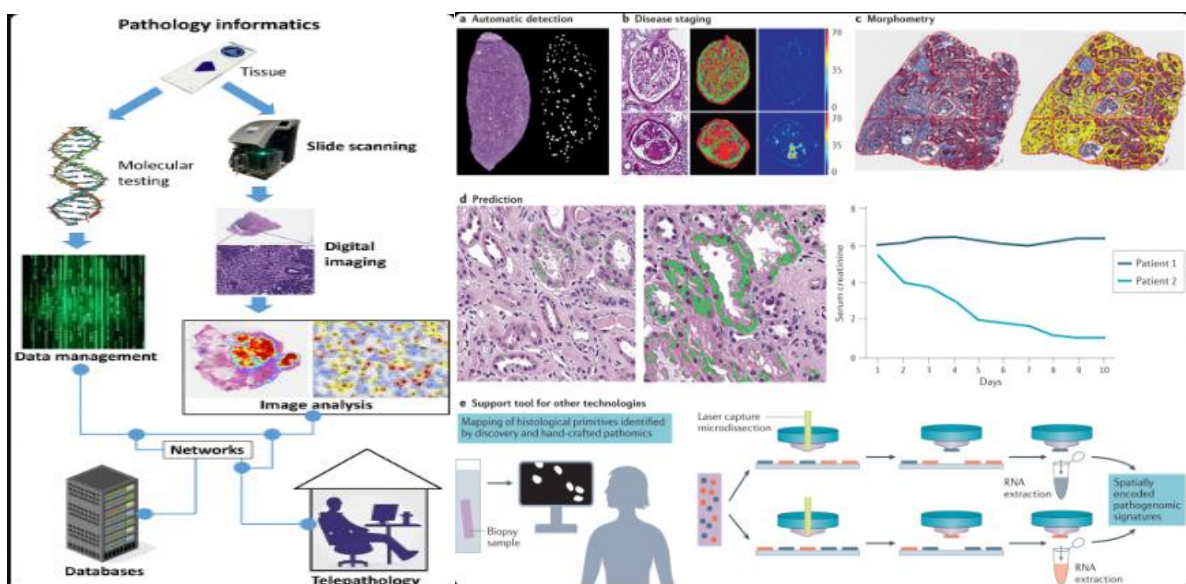 Pathology informatics
Tissue
Molecular
testing
Slide scanning
Digital
imaging
Data management
Image analysis
Networks
Databases
Telepathology
a Automatic detection
b Disease staging
70
35
0
70
35
0
c Morphometry
d Prediction
8
6
4
2
0
Serum creatinine
1 2 3 4 5 6 7 8 9 10
Days
Patient 1
Patient 2
e Support tool for other technologies
Mapping of histological primitives identified
by discovery and hand-crafted pathomics
Biopsy
sample
Laser capture
microdissection
RNA
extraction
Spatially
encoded
pathogenomic
signatures
RNA
extraction